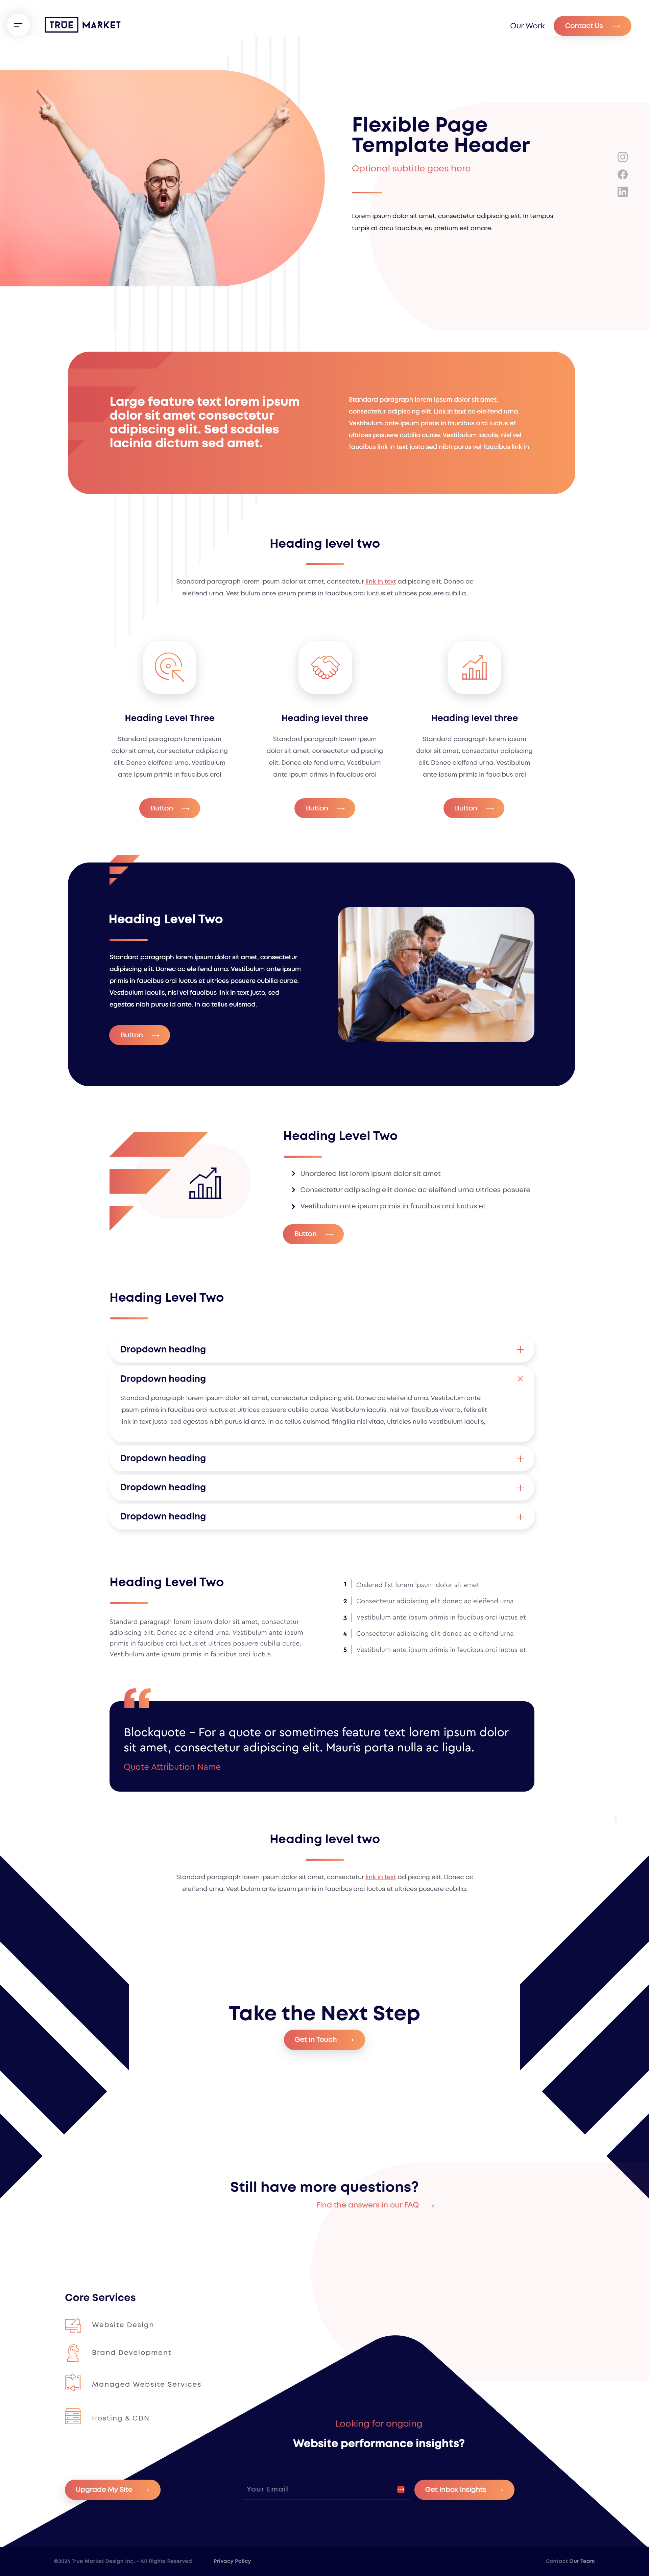 TRUE MARKET
Our Work
Contact Us
Flexible Page
Template Header
Optional subtitle goes here
Lorem ipsum dolor sit amet, consectetur adipiscing elit. In tempus
turpis at arcu faucibus, eu pretium est ornare.
Large feature text lorem ipsum
dolor sit amet consectetur
adipiscing elit. Sed sodales
lacinia dictum sed amet.
Standard paragraph lorem ipsum dolor sit amet,
consectetur adipiscing elit. Link in text ac eleifend urna.
Vestibulum ante ipsum primis in faucibus orci luctus et
ultrices posuere cubilia curae. Vestibulum iaculis, nisl vel
faucibus link in text justo sed nibh purus vel faucibus link in
Heading level two
Standard paragraph lorem ipsum dolor sit amet, consectetur link in text adipiscing elit. Donec ac
eleifend urna. Vestibulum ante ipsum primis in faucibus orci luctus et ultrices posuere cubilia.
Heading Level Three
Standard paragraph lorem ipsum
dolor sit amet, consectetur adipiscing
elit. Donec eleifend urna. Vestibulum
ante ipsum primis in faucibus orci
Button
Heading level three
Standard paragraph lorem ipsum
dolor sit amet, consectetur adipiscing
elit. Donec eleifend urna. Vestibulum
ante ipsum primis in faucibus orci
Button
Heading level three
Standard paragraph lorem ipsum
dolor sit amet, consectetur adipiscing
elit. Donec eleifend urna. Vestibulum
ante ipsum primis in faucibus orci
Button
Heading Level Two
Standard paragraph lorem ipsum dolor sit amet, consectetur
adipiscing elit. Donec ac eleifend urna. Vestibulum ante ipsum
primis in faucibus orci luctus et ultrices posuere cubilia curae.
Vestibulum iaculis, nisl vel faucibus link in text justo, sed
egestas nibh purus id ante. In ac tellus euismod.
Button
Heading Level Two
Unordered list lorem ipsum dolor sit amet
Consectetur adipiscing elit donec ac eleifend urna ultrices posuere
Vestibulum ante ipsum primis in faucibus orci luctus et
Button
Heading Level Two
Dropdown heading
Dropdown heading
Standard paragraph lorem ipsum dolor sit amet, consectetur adipiscing elit. Donec ac eleifend urna. Vestibulum ante
ipsum primis in faucibus orci luctus et ultrices posuere cubilia curae. Vestibulum iaculis, nisl vel faucibus viverra, felis elit
link in text justo, sed egestas nibh purus id ante. In ac tellus euismod, fringilla nisi vitae, ultricies nulla vestibulum iaculis,
Dropdown heading
Dropdown heading
Dropdown heading
Heading Level Two
Standard paragraph lorem ipsum dolor sit amet, consectetur
adipiscing elit. Donec ac eleifend urna. Vestibulum ante ipsum
primis in faucibus orci luctus et ultrices posuere cubilia curae.
Vestibulum ante ipsum primis in faucibus orci luctus.
1 Ordered list lorem ipsum dolor sit amet
2 Consectetur adipiscing elit donec ac eleifend urna
3 Vestibulum ante ipsum primis in faucibus orci luctus et
4 Consectetur adipiscing elit donec ac eleifend urna
5 Vestibulum ante ipsum primis in faucibus orci luctus et
Blockquote – For a quote or sometimes feature text lorem ipsum dolor
sit amet, consectetur adipiscing elit. Mauris porta nulla ac ligula.
Quote Attribution Name
Heading level two
Standard paragraph lorem ipsum dolor sit amet, consectetur link in text adipiscing elit. Donec ac
eleifend urna. Vestibulum ante ipsum primis in faucibus orci luctus et ultrices posuere cubilia.
Take the Next Step
Get in Touch
Still have more questions?
Find the answers in our FAQ
Core Services
Website Design
Brand Development
Managed Website Services
Hosting & CDN
Looking for ongoing
Website performance insights?
Upgrade My Site
Your Email
Get Inbox Insights
©2024 True Market Design Inc. - All Rights Reserved
Privacy Policy
Contact Our Team